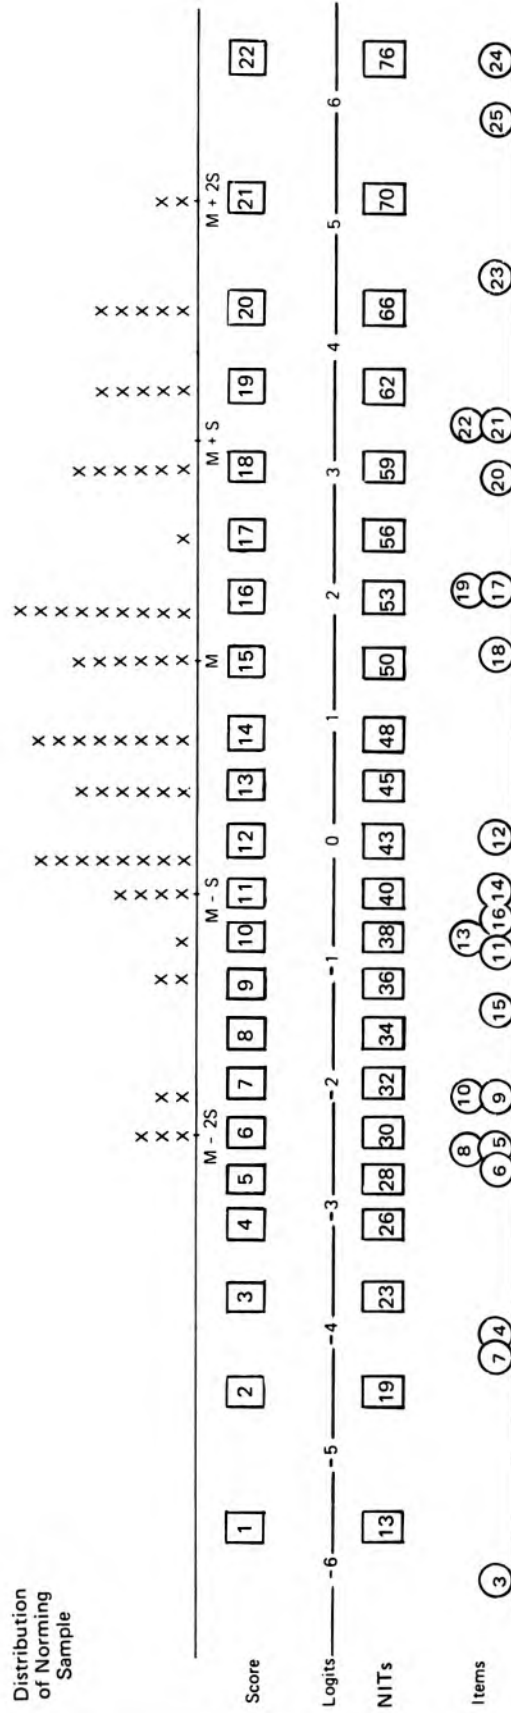 Distribution
of Norming
Sample
M - 2S M - S M M + S M + 2S
Score 1 2 3 4 5 6 7 8 9 10 11 12 13 14 15 16 17 18 19 20 21 22
Logits -6 -5 -4 -3 -2 -1 0 1 2 3 4 5 6
NITs 13 19 23 26 28 30 32 34 36 38 40 43 45 48 50 53 56 59 62 66 70 76
8 10 13 19 22
Items 3 7 4 6 5 9 15 11 16 14 12 18 17 20 21 23 25 24